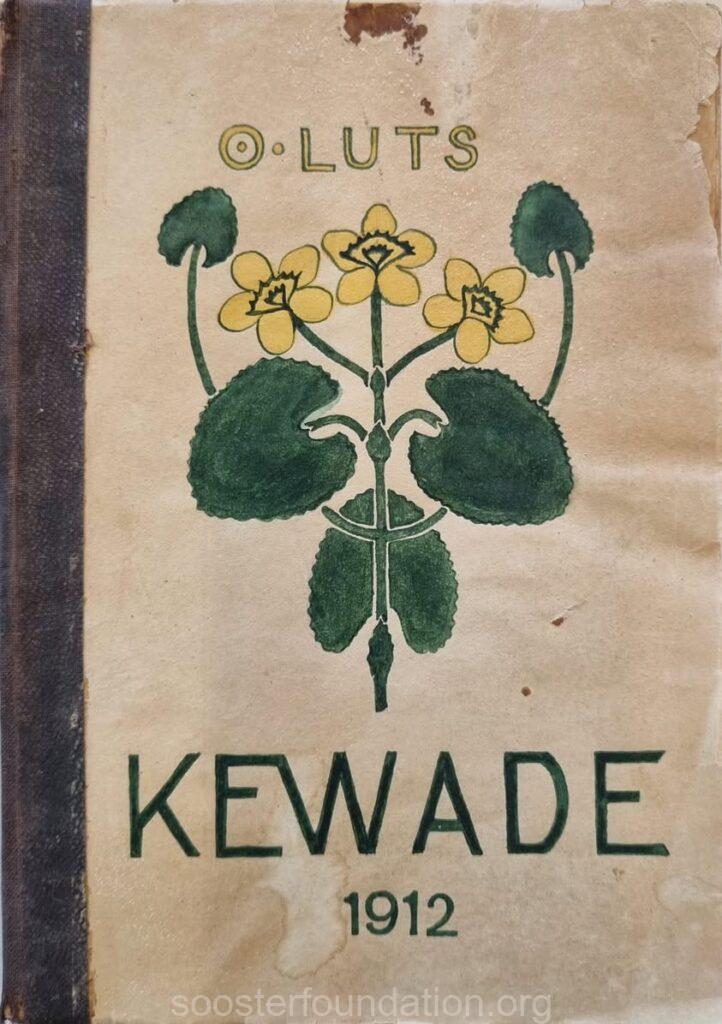 O·LUTS
KEWADE
1912
soosterfoundation.org